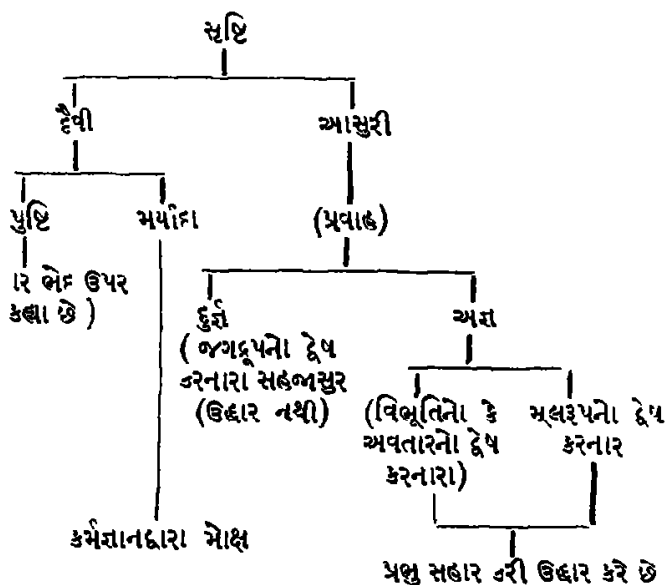 સૃષ્ટિ
દૈવી
આસુરી
પુષ્ટિ
મર્યાદા
(પ્રવાહ)
ાર ભેદ ઉપર
કહ્યા છે )
દુર્જ્ઞ
અજ્ઞ
( જગદ્રૂપનો દ્વેષ
કરનારા સહજાસુર
(ઉદ્ધાર નથી)
(વિભૂતિનો કે
અવતારનો દ્વેષ
કરનારા)
મૂલરૂપનો દ્વેષ
કરનાર
કર્મજ્ઞાનદ્વારા મોક્ષ
પ્રભુ સંહાર કરી ઉદ્ધાર કરે છે